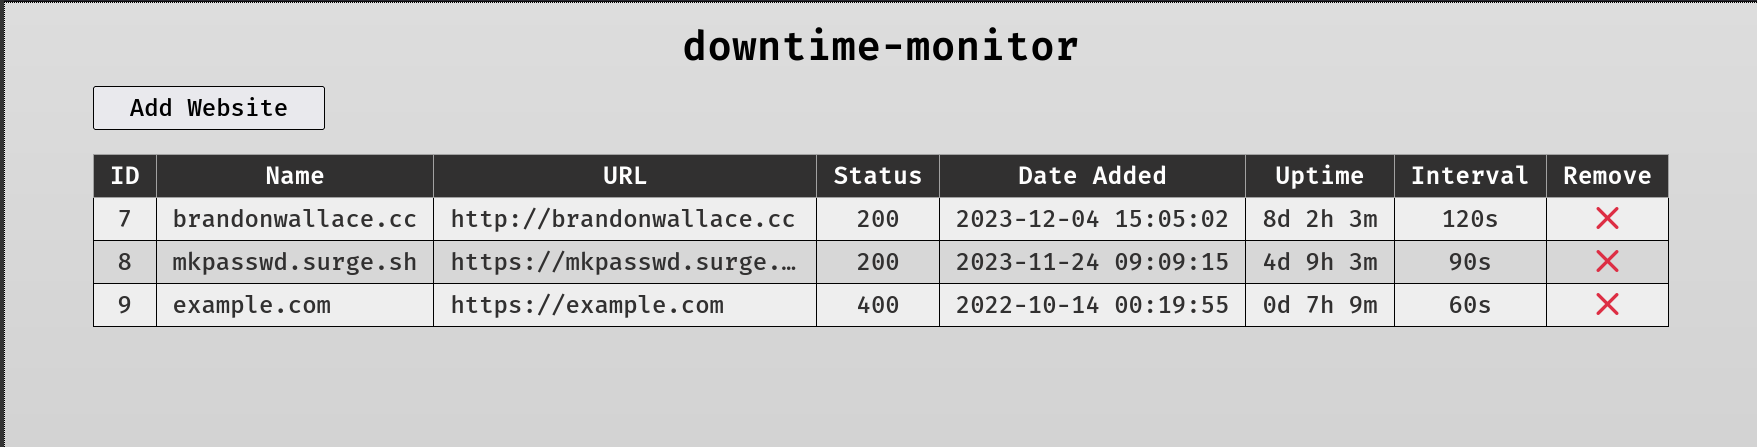 downtime-monitor
Add Website
ID Name URL Status Date Added Uptime Interval Remove
7 brandonwallace.cc http://brandonwallace.cc 200 2023-12-04 15:05:02 8d 2h 3m 120s
8 mkpasswd.surge.sh https://mkpasswd.surge.… 200 2023-11-24 09:09:15 4d 9h 3m 90s
9 example.com https://example.com 400 2022-10-14 00:19:55 0d 7h 9m 60s